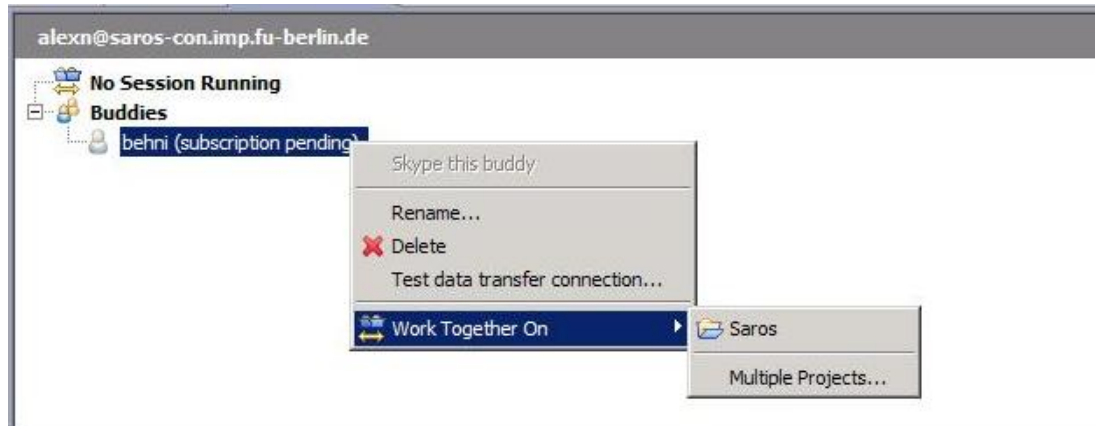 alexn@saros-con.imp.fu-berlin.de
No Session Running
Buddies
behni (subscription pending)
Skype this buddy
Rename...
Delete
Test data transfer connection...
Work Together On
Saros
Multiple Projects...